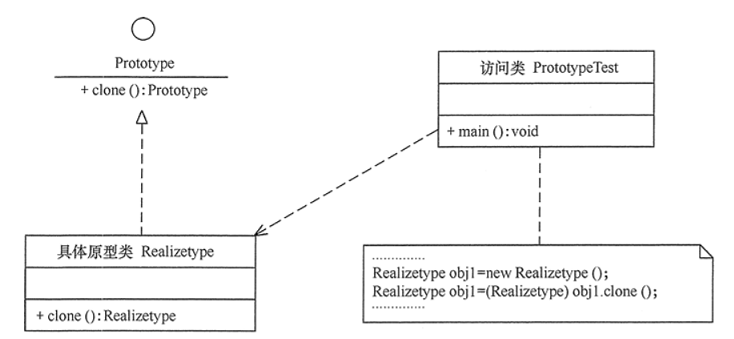 Prototype
+ clone ():Prototype
访问类 PrototypeTest
+ main ():void
具体原型类 Realizetype
+ clone ():Realizetype
..............
Realizetype obj1=new Realizetype ();
Realizetype obj1=(Realizetype) obj1.clone ();
..............